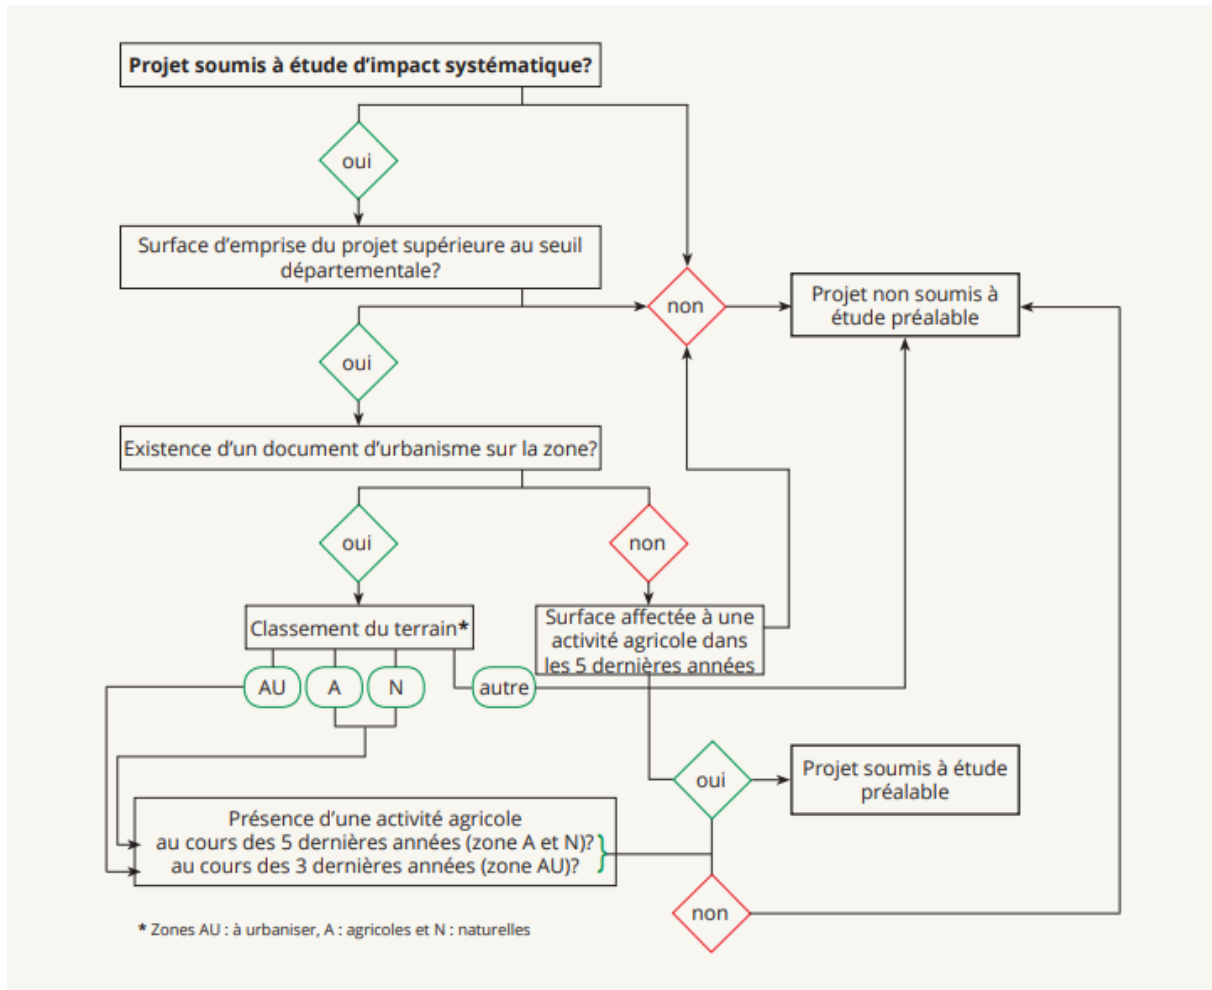 Projet soumis à étude d'impact systématique?
oui
Surface d'emprise du projet supérieure au seuil
départementale?
non
Projet non soumis à
étude préalable
oui
Existence d'un document d'urbanisme sur la zone?
oui
non
Classement du terrain*
Surface affectée à une
activité agricole dans
les 5 dernières années
AU
A
N
autre
oui
Projet soumis à étude
préalable
Présence d'une activité agricole
au cours des 5 dernières années (zone A et N)?
au cours des 3 dernières années (zone AU)?
non
* Zones AU : à urbaniser, A : agricoles et N : naturelles